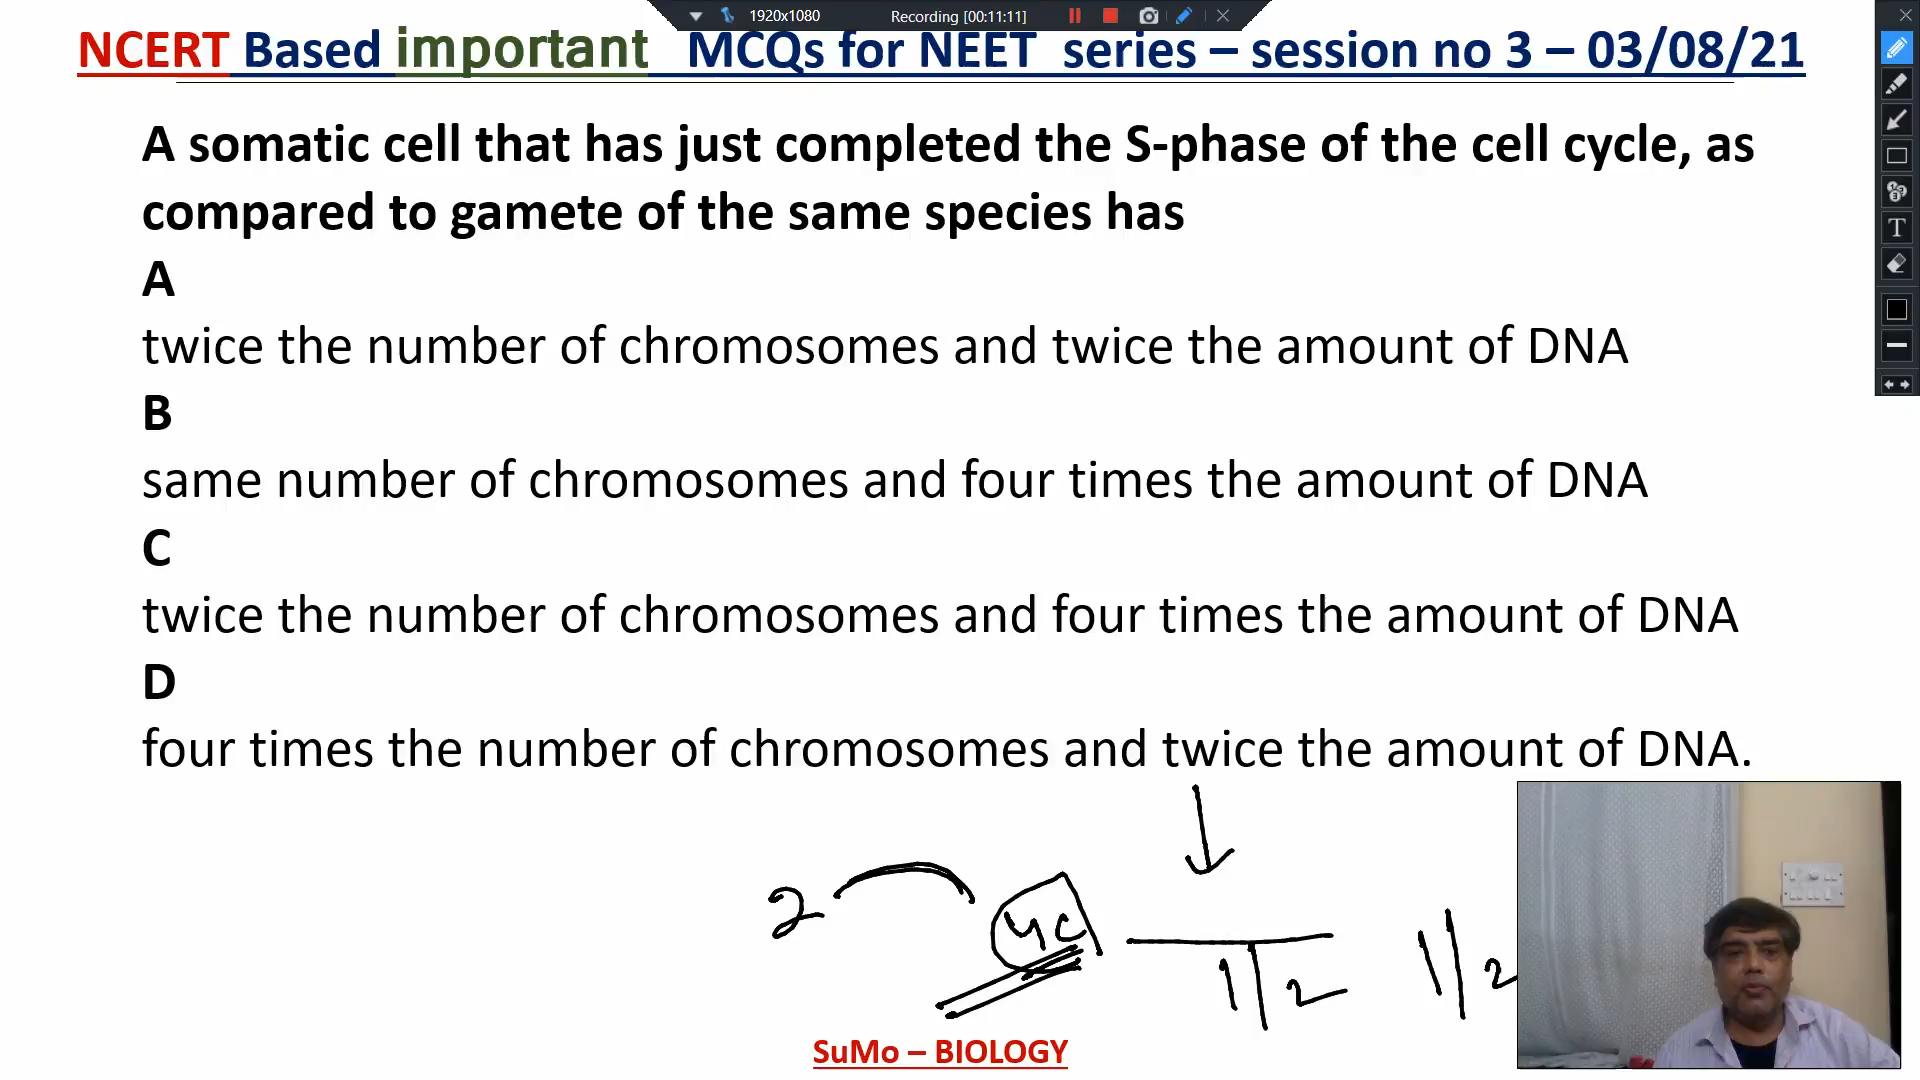 1920x1080 Recording [00:11:11]
NCERT Based important MCQs for NEET series – session no 3 – 03/08/21
A somatic cell that has just completed the S-phase of the cell cycle, as
compared to gamete of the same species has
A
twice the number of chromosomes and twice the amount of DNA
B
same number of chromosomes and four times the amount of DNA
C
twice the number of chromosomes and four times the amount of DNA
D
four times the number of chromosomes and twice the amount of DNA.
2 4C 1/2 1/2
SuMo – BIOLOGY
T